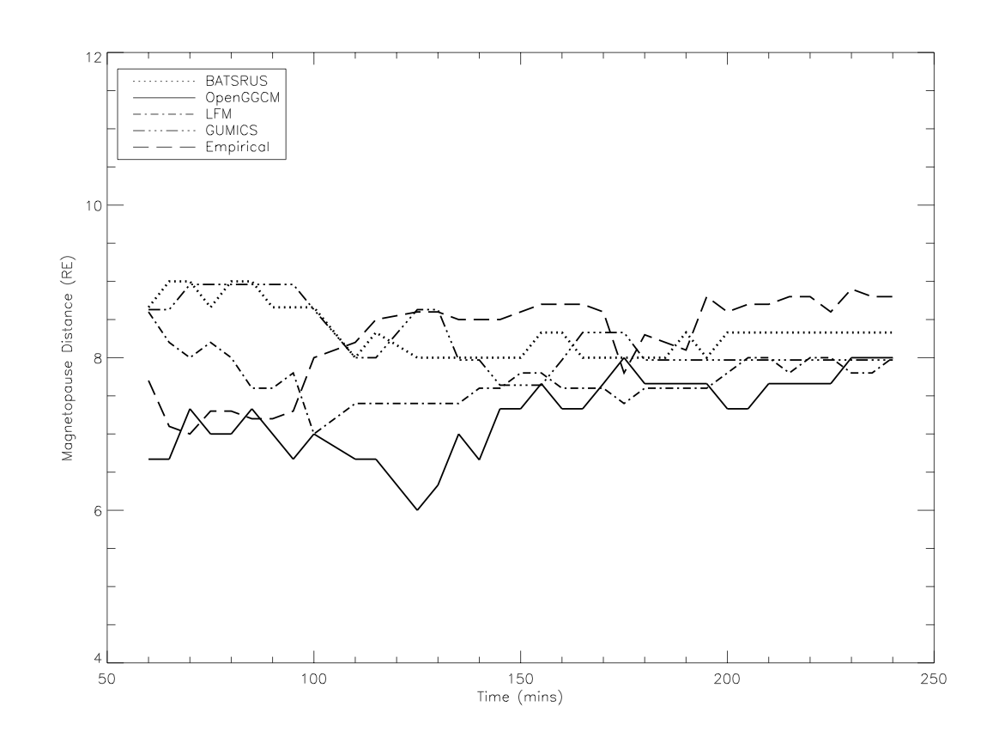 12
BATSRUS
OpenGGCM
LFM
GUMICS
Empirical
10
8
6
4
Magnetopause Distance (RE)
50 100 150 200 250
Time (mins)